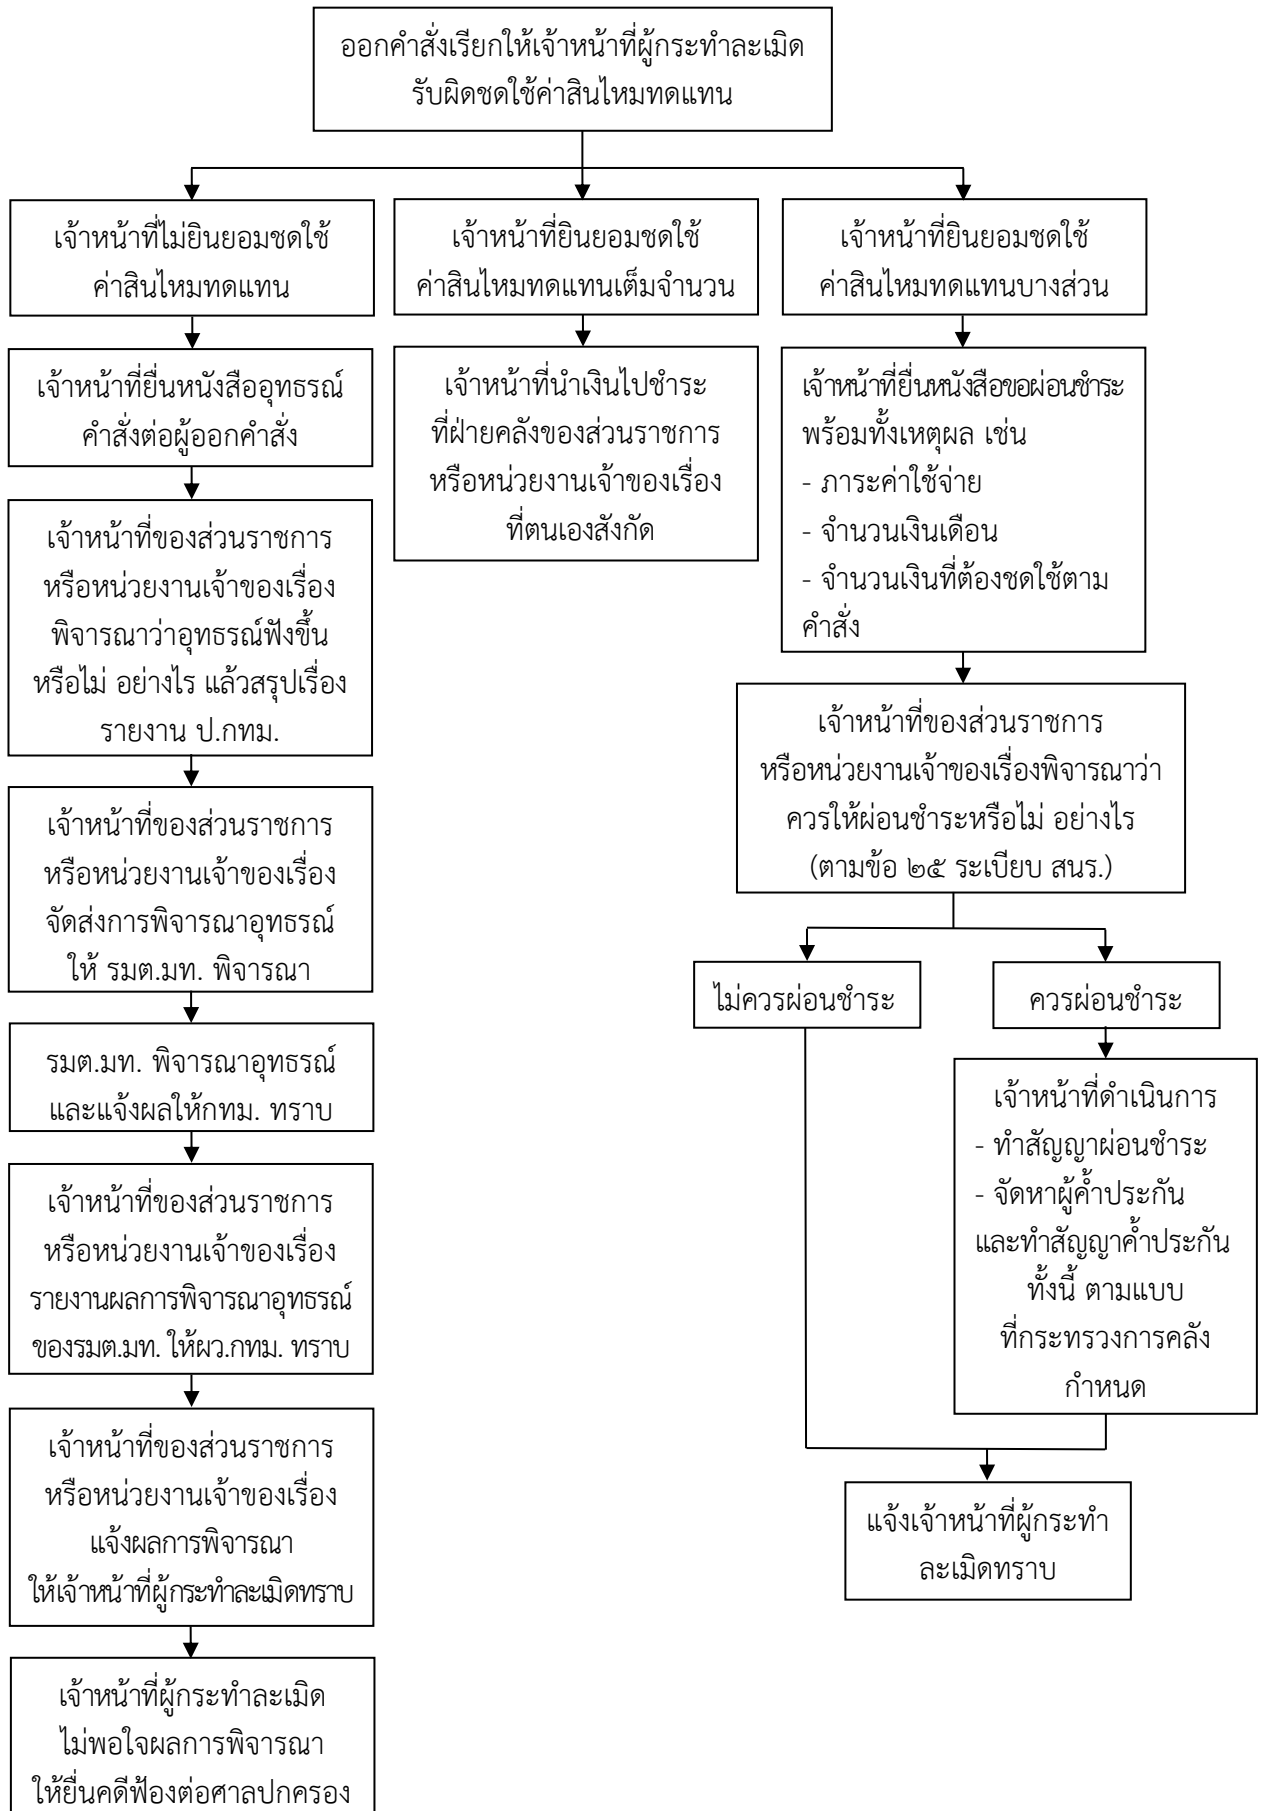 ออกคำสั่งเรียกให้เจ้าหน้าที่ผู้กระทำละเมิด
รับผิดชดใช้ค่าสินไหมทดแทน
เจ้าหน้าที่ไม่ยินยอมชดใช้
ค่าสินไหมทดแทน
เจ้าหน้าที่ยื่นหนังสืออุทธรณ์
คำสั่งต่อผู้ออกคำสั่ง
เจ้าหน้าที่ของส่วนราชการ
หรือหน่วยงานเจ้าของเรื่อง
พิจารณาว่าอุทธรณ์ฟังขึ้น
หรือไม่ อย่างไร แล้วสรุปเรื่อง
รายงาน ป.กทม.
เจ้าหน้าที่ของส่วนราชการ
หรือหน่วยงานเจ้าของเรื่อง
จัดส่งการพิจารณาอุทธรณ์
ให้ รมต.มท. พิจารณา
รมต.มท. พิจารณาอุทธรณ์
และแจ้งผลให้กทม. ทราบ
เจ้าหน้าที่ของส่วนราชการ
หรือหน่วยงานเจ้าของเรื่อง
รายงานผลการพิจารณาอุทธรณ์
ของรมต.มท. ให้ผว.กทม. ทราบ
เจ้าหน้าที่ของส่วนราชการ
หรือหน่วยงานเจ้าของเรื่อง
แจ้งผลการพิจารณา
ให้เจ้าหน้าที่ผู้กระทำละเมิดทราบ
เจ้าหน้าที่ผู้กระทำละเมิด
ไม่พอใจผลการพิจารณา
ให้ยื่นคดีฟ้องต่อศาลปกครอง
เจ้าหน้าที่ยินยอมชดใช้
ค่าสินไหมทดแทนเต็มจำนวน
เจ้าหน้าที่นำเงินไปชำระ
ที่ฝ่ายคลังของส่วนราชการ
หรือหน่วยงานเจ้าของเรื่อง
ที่ตนเองสังกัด
เจ้าหน้าที่ยินยอมชดใช้
ค่าสินไหมทดแทนบางส่วน
เจ้าหน้าที่ยื่นหนังสือขอผ่อนชำระ
พร้อมทั้งเหตุผล เช่น
- ภาระค่าใช้จ่าย
- จำนวนเงินเดือน
- จำนวนเงินที่ต้องชดใช้ตาม
คำสั่ง
เจ้าหน้าที่ของส่วนราชการ
หรือหน่วยงานเจ้าของเรื่องพิจารณาว่า
ควรให้ผ่อนชำระหรือไม่ อย่างไร
(ตามข้อ ๒๕ ระเบียบ สนร.)
ไม่ควรผ่อนชำระ
ควรผ่อนชำระ
เจ้าหน้าที่ดำเนินการ
- ทำสัญญาผ่อนชำระ
- จัดหาผู้ค้ำประกัน
และทำสัญญาค้ำประกัน
ทั้งนี้ ตามแบบ
ที่กระทรวงการคลัง
กำหนด
แจ้งเจ้าหน้าที่ผู้กระทำ
ละเมิดทราบ